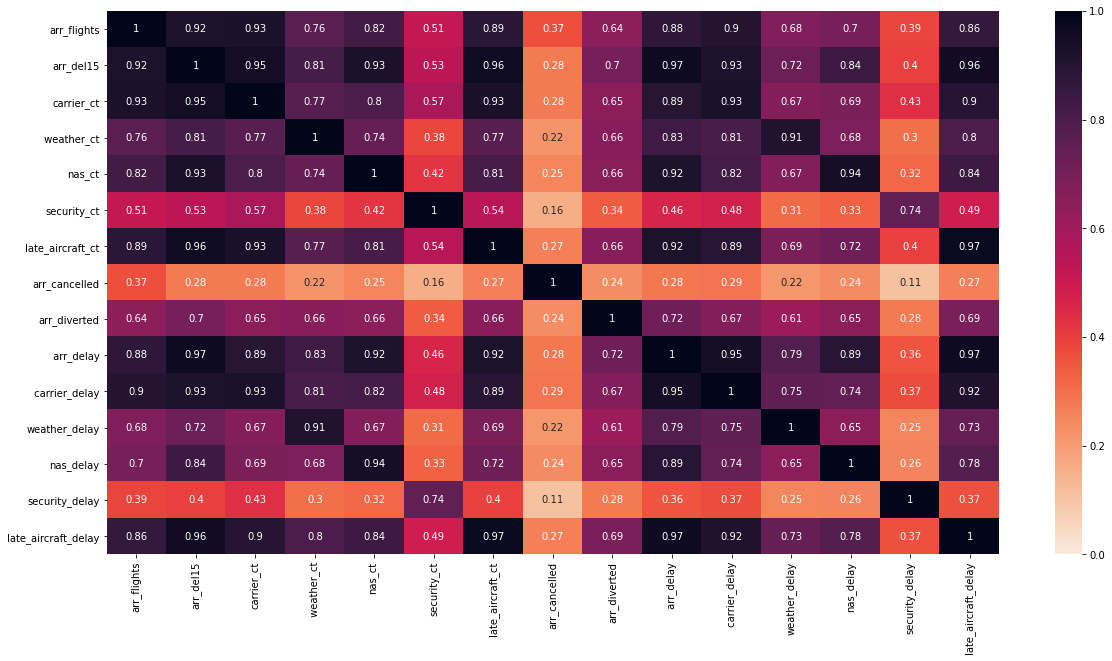 arr_flights 1 0.92 0.93 0.76 0.82 0.51 0.89 0.37 0.64 0.88 0.9 0.68 0.7 0.39 0.86
arr_del15 0.92 1 0.95 0.81 0.93 0.53 0.96 0.28 0.7 0.97 0.93 0.72 0.84 0.4 0.96
carrier_ct 0.93 0.95 1 0.77 0.8 0.57 0.93 0.28 0.65 0.89 0.93 0.67 0.69 0.43 0.9
weather_ct 0.76 0.81 0.77 1 0.74 0.38 0.77 0.22 0.66 0.83 0.81 0.91 0.68 0.3 0.8
nas_ct 0.82 0.93 0.8 0.74 1 0.42 0.81 0.25 0.66 0.92 0.82 0.67 0.94 0.32 0.84
security_ct 0.51 0.53 0.57 0.38 0.42 1 0.54 0.16 0.34 0.46 0.48 0.31 0.33 0.74 0.49
late_aircraft_ct 0.89 0.96 0.93 0.77 0.81 0.54 1 0.27 0.66 0.92 0.89 0.69 0.72 0.4 0.97
arr_cancelled 0.37 0.28 0.28 0.22 0.25 0.16 0.27 1 0.24 0.28 0.29 0.22 0.24 0.11 0.27
arr_diverted 0.64 0.7 0.65 0.66 0.66 0.34 0.66 0.24 1 0.72 0.67 0.61 0.65 0.28 0.69
arr_delay 0.88 0.97 0.89 0.83 0.92 0.46 0.92 0.28 0.72 1 0.95 0.79 0.89 0.36 0.97
carrier_delay 0.9 0.93 0.93 0.81 0.82 0.48 0.89 0.29 0.67 0.95 1 0.75 0.74 0.37 0.92
weather_delay 0.68 0.72 0.67 0.91 0.67 0.31 0.69 0.22 0.61 0.79 0.75 1 0.65 0.25 0.73
nas_delay 0.7 0.84 0.69 0.68 0.94 0.33 0.72 0.24 0.65 0.89 0.74 0.65 1 0.26 0.78
security_delay 0.39 0.4 0.43 0.3 0.32 0.74 0.4 0.11 0.28 0.36 0.37 0.25 0.26 1 0.37
late_aircraft_delay 0.86 0.96 0.9 0.8 0.84 0.49 0.97 0.27 0.69 0.97 0.92 0.73 0.78 0.37 1
arr_flights
arr_del15
carrier_ct
weather_ct
nas_ct
security_ct
late_aircraft_ct
arr_cancelled
arr_diverted
arr_delay
carrier_delay
weather_delay
nas_delay
security_delay
late_aircraft_delay
1.0
0.8
0.6
0.4
0.2
0.0